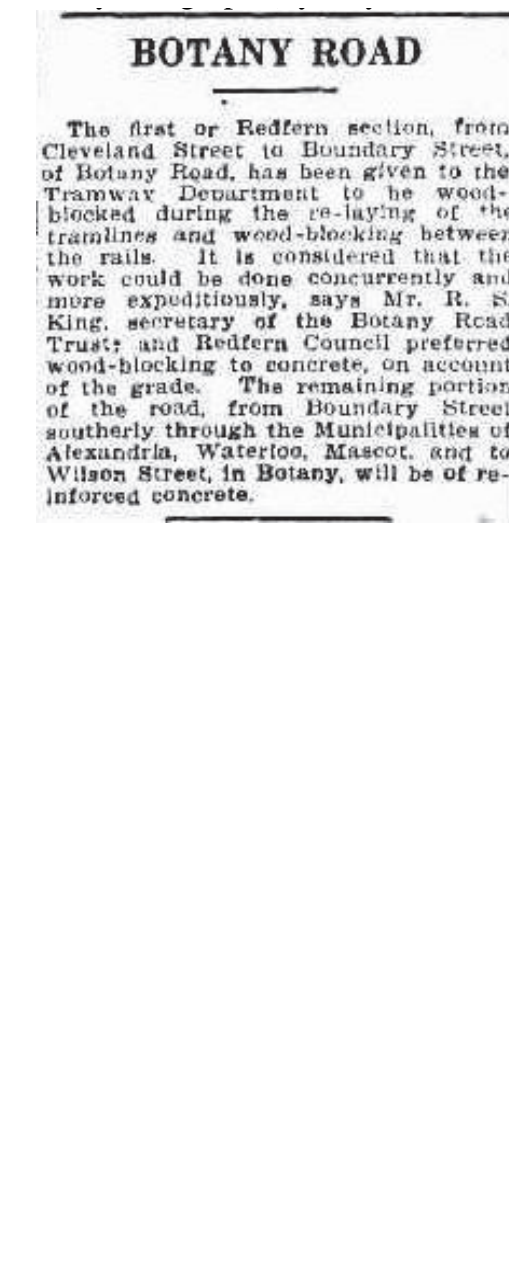 BOTANY ROAD
The first or Redfern section, from
Cleveland Street to Boundary Street,
of Botany Road, has been given to the
Tramway Department to be wood-
blocked during the re-laying of the
tramlines and wood-blocking between
the rails. It is considered that the
work could be done concurrently and
more expeditiously, says Mr. R. S.
King, secretary of the Botany Road
Trust; and Redfern Council preferred
wood-blocking to concrete, on account
of the grade. The remaining portion
of the road, from Boundary Street
southerly through the Municipalities of
Alexandria, Waterloo, Mascot, and to
Wilson Street, in Botany, will be of re-
inforced concrete.